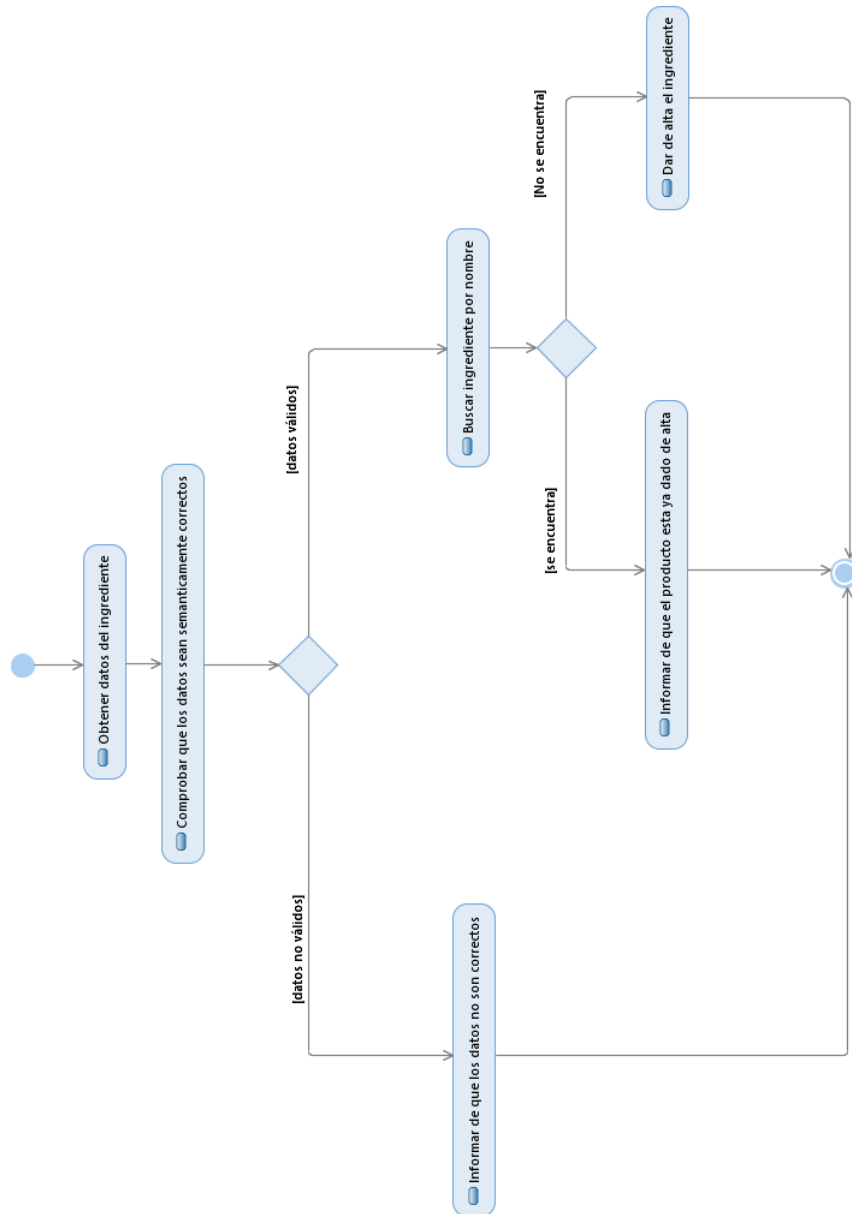 Obtener datos del ingrediente
Comprobar que los datos sean semanticamente correctos
[datos no válidos]
[datos válidos]
Informar de que los datos no son correctos
Buscar ingrediente por nombre
[se encuentra]
[No se encuentra]
Informar de que el producto esta ya dado de alta
Dar de alta el ingrediente